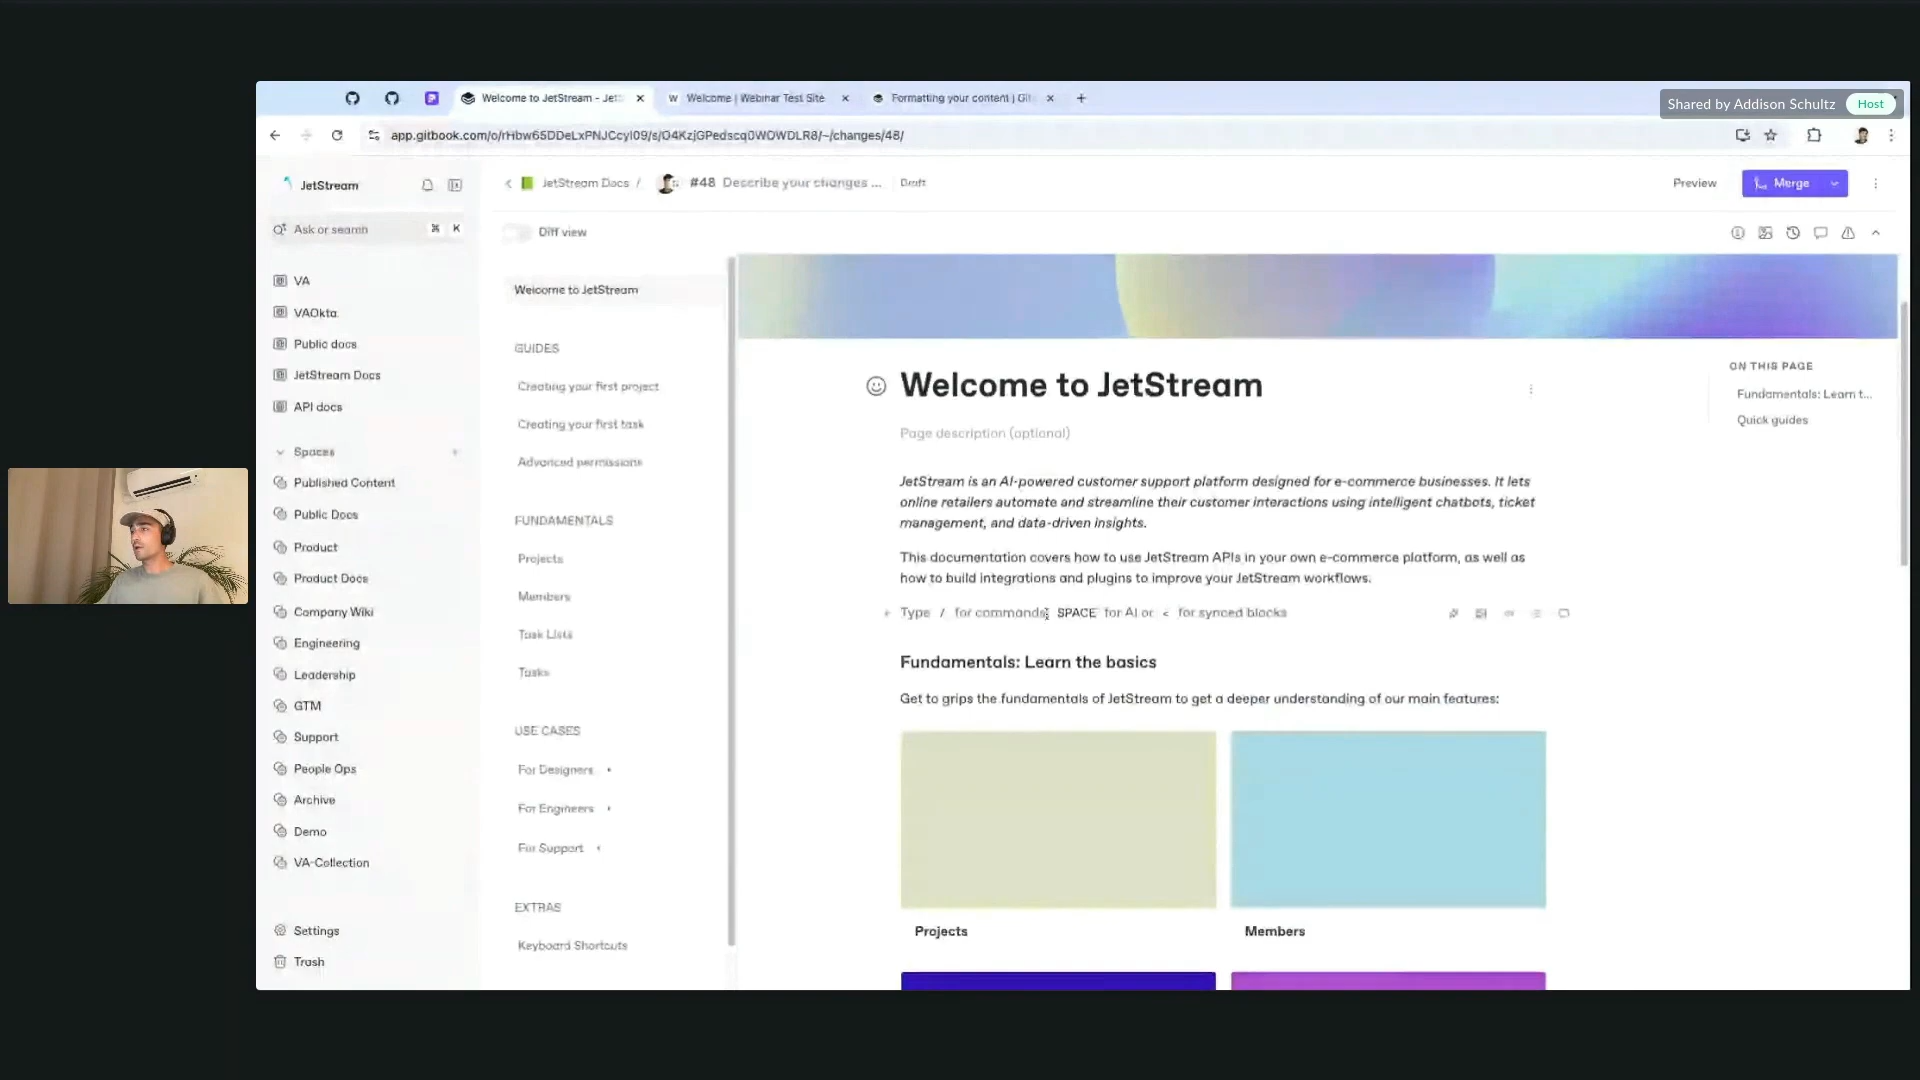 Welcome to JetStream - Jet
Welcome | Webinar Test Site
Formatting your content | Git
Shared by Addison Schultz
Host
app.gitbook.com/o/rHbw65DDeLxPNJCcyI09/s/O4KzjGPedscq0WOWDLR8/~/changes/48/
JetStream
JetStream Docs /
#48 Describe your changes ...
Draft
Preview
Merge
Ask or search
⌘ K
Diff view
VA
VAOkta
Public docs
JetStream Docs
API docs
Spaces
Published Content
Public Docs
Product
Product Docs
Company Wiki
Engineering
Leadership
GTM
Support
People Ops
Archive
Demo
VA-Collection
Settings
Trash
Welcome to JetStream
GUIDES
Creating your first project
Creating your first task
Advanced permissions
FUNDAMENTALS
Projects
Members
Task Lists
Tasks
USE CASES
For Designers
For Engineers
For Support
EXTRAS
Keyboard Shortcuts
Welcome to JetStream
Page description (optional)
JetStream is an AI-powered customer support platform designed for e-commerce businesses. It lets
online retailers automate and streamline their customer interactions using intelligent chatbots, ticket
management, and data-driven insights.
This documentation covers how to use JetStream APIs in your own e-commerce platform, as well as
how to build integrations and plugins to improve your JetStream workflows.
Type / for commands, SPACE for AI or < for synced blocks
Fundamentals: Learn the basics
Get to grips the fundamentals of JetStream to get a deeper understanding of our main features:
Projects
Members
ON THIS PAGE
Fundamentals: Learn t...
Quick guides